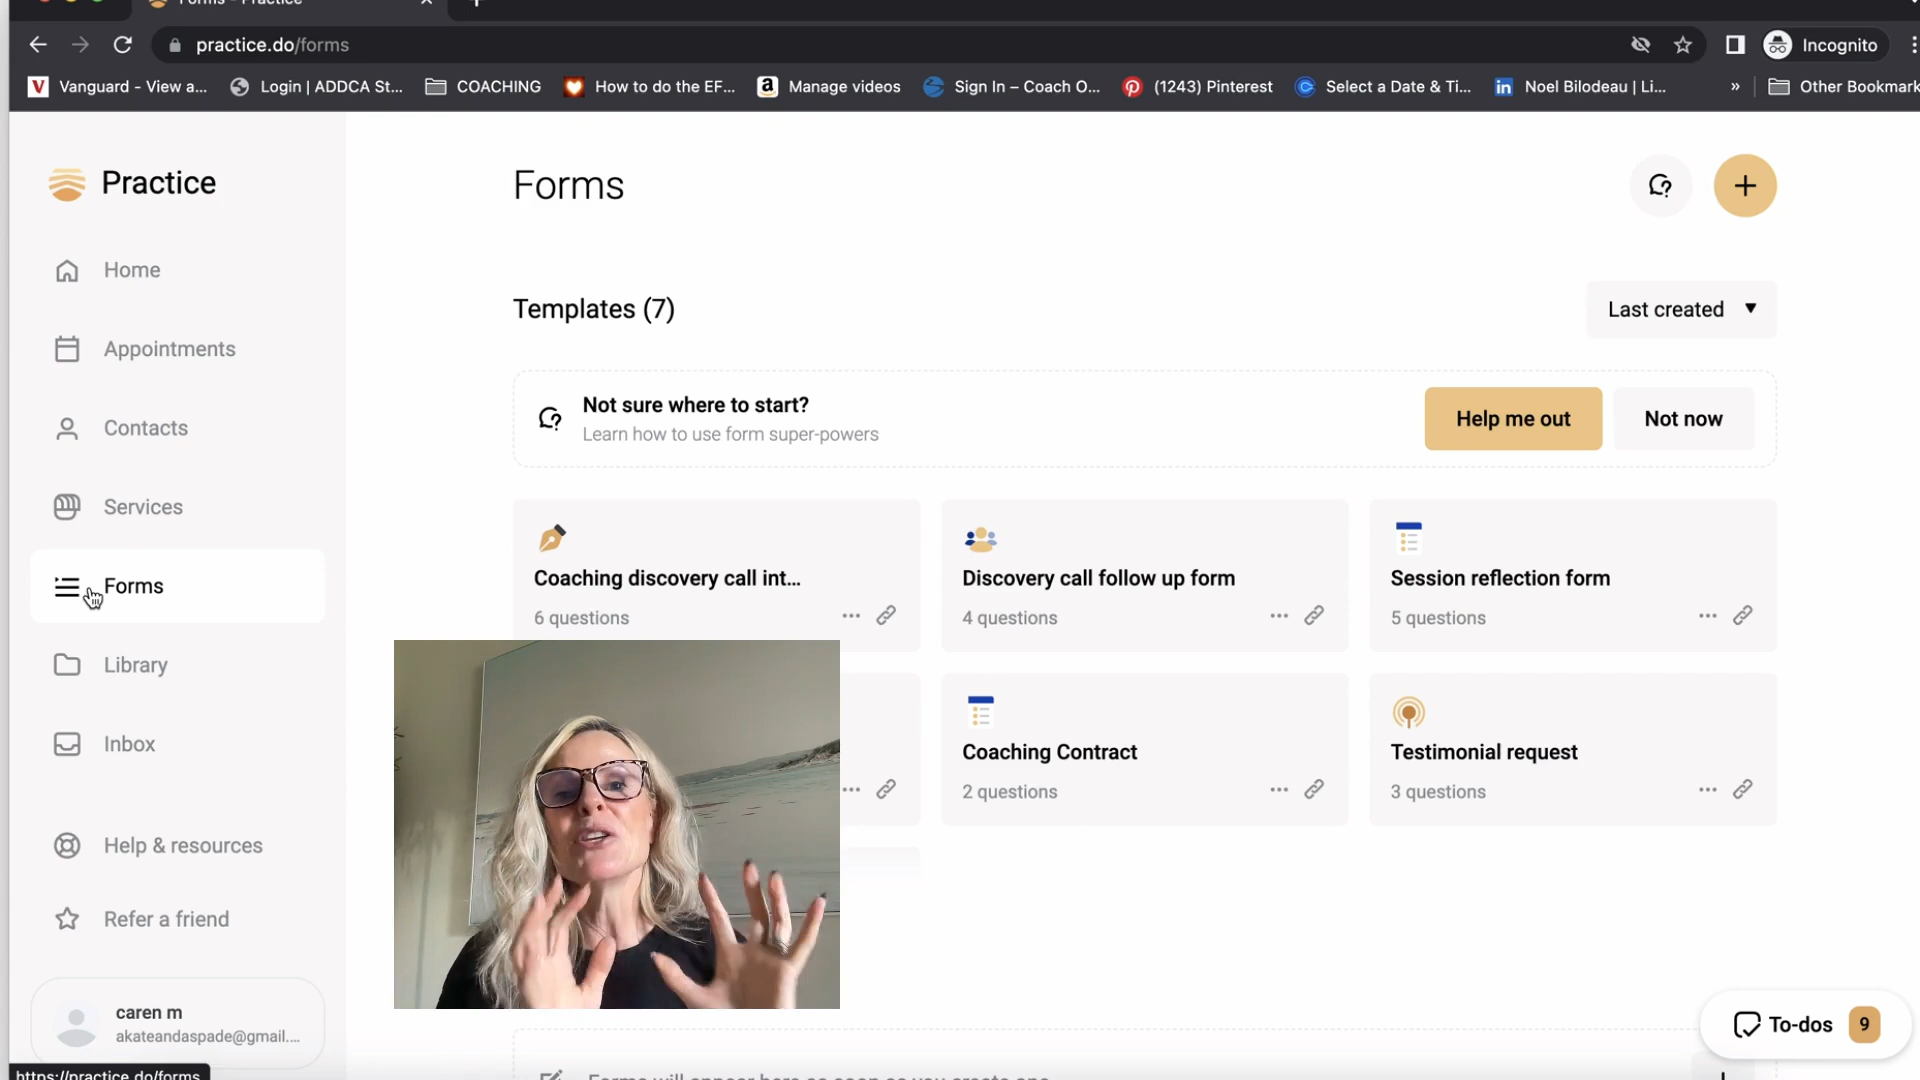 Forms - Practice
practice.do/forms
Incognito
Vanguard - View a...
Login | ADDCA St...
COACHING
How to do the EF...
Manage videos
Sign In – Coach O...
(1243) Pinterest
Select a Date & Ti...
Noel Bilodeau | Li...
»
Other Bookmark
Practice
Forms
Home
Templates (7)
Last created
Appointments
Not sure where to start?
Learn how to use form super-powers
Help me out
Not now
Contacts
Services
Coaching discovery call int...
6 questions
Discovery call follow up form
4 questions
Session reflection form
5 questions
Forms
Library
Inbox
Coaching Contract
2 questions
Testimonial request
3 questions
Help & resources
Refer a friend
caren m
akateandaspade@gmail....
To-dos 9
https://practice.do/forms
Forms will appear here as soon as you create one